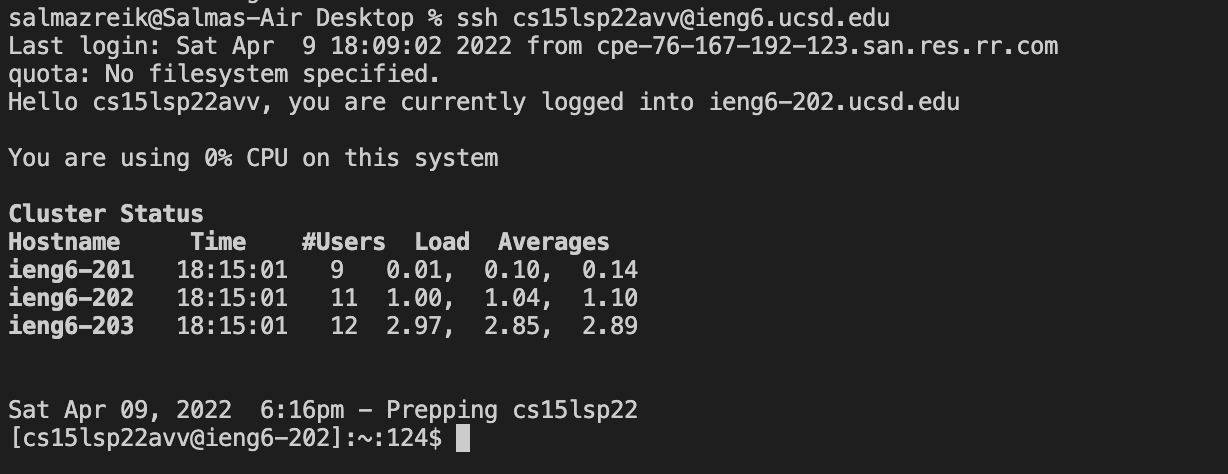 salmazreik@Salmas-Air Desktop % ssh cs15lsp22avv@ieng6.ucsd.edu
Last login: Sat Apr  9 18:09:02 2022 from cpe-76-167-192-123.san.res.rr.com
quota: No filesystem specified.
Hello cs15lsp22avv, you are currently logged into ieng6-202.ucsd.edu
You are using 0% CPU on this system
Cluster Status
Hostname     Time    #Users  Load  Averages
ieng6-201   18:15:01   9   0.01,  0.10,  0.14
ieng6-202   18:15:01   11  1.00,  1.04,  1.10
ieng6-203   18:15:01   12  2.97,  2.85,  2.89
Sat Apr 09, 2022  6:16pm - Prepping cs15lsp22
[cs15lsp22avv@ieng6-202]:~:124$